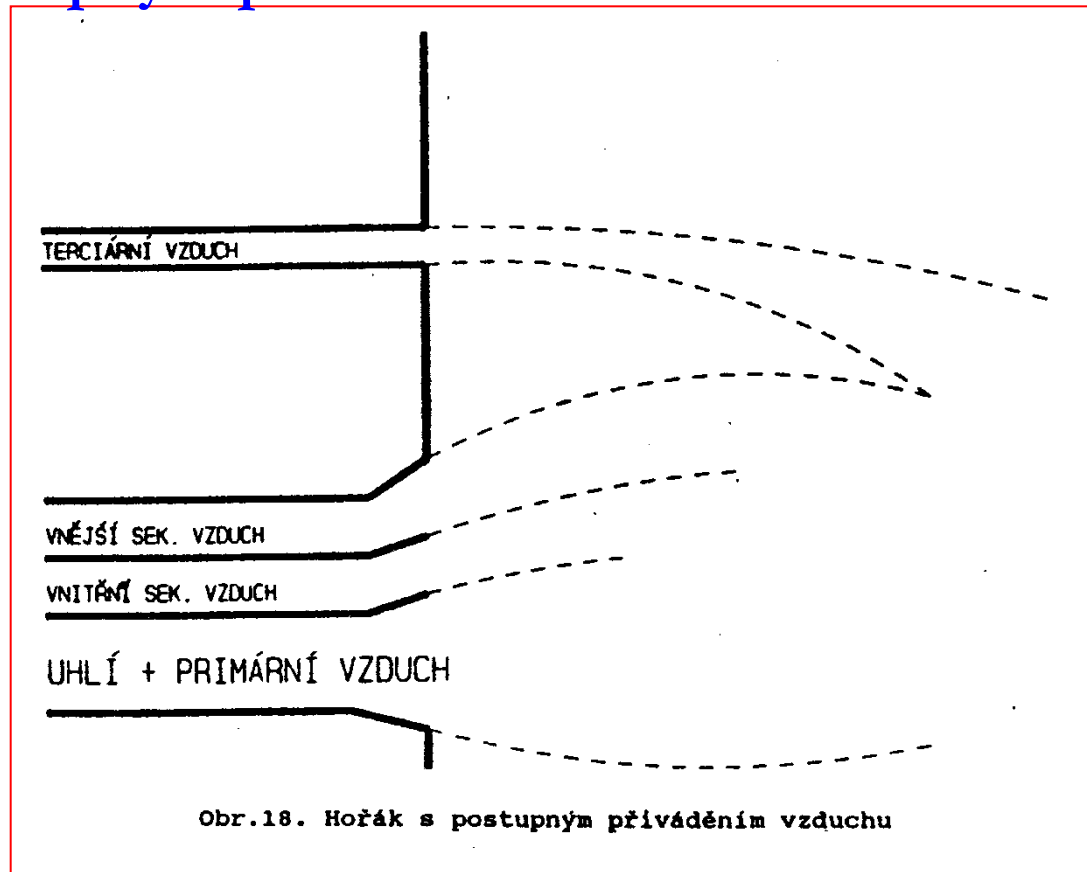 TERCIÁRNÍ VZDUCH
VNĚJŠÍ SEK. VZDUCH
VNITŘNÍ SEK. VZDUCH
UHLÍ + PRIMÁRNÍ VZDUCH
Obr.18. Hořák s postupným přiváděním vzduchu